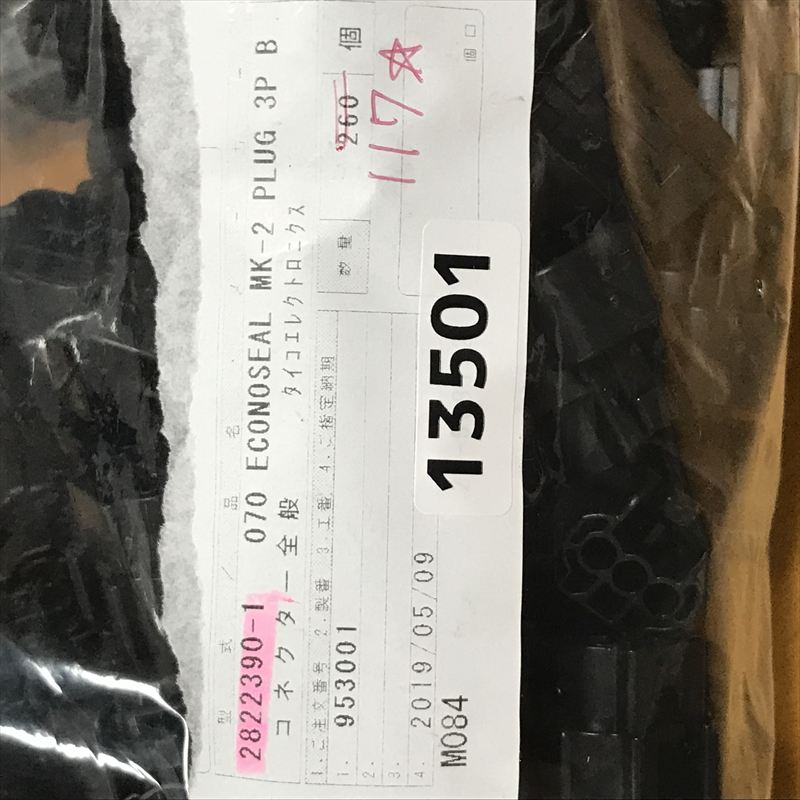 型 式 / 品 名
2822390-1 070 ECONOSEAL MK-2 PLUG 3P B
コネクター全般 タイコエレクトロニクス
1.ご注文番号 2.製番 3.工番 4.ご指定納期
数量 260 個
117☆
1. 953001
2.
3.
4. 2019/05/09
個口
M084
13501